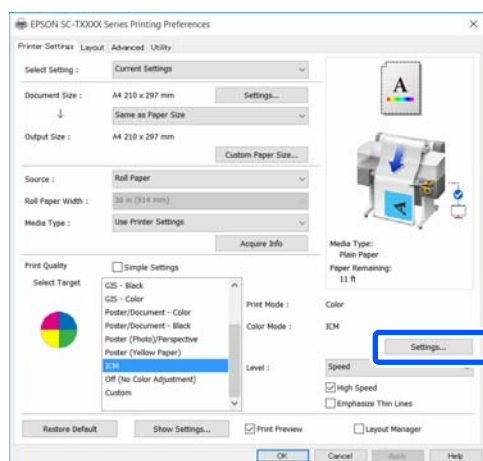 EPSON SC-TXXXX Series Printing Preferences
Printer Settings Layout Advanced Utility
Select Setting : Current Settings
Document Size : A4 210 x 297 mm Settings...
Same as Paper Size
Output Size : A4 210 x 297 mm
Custom Paper Size...
Source : Roll Paper
Roll Paper Width : 36 in (914 mm)
Media Type : Use Printer Settings
Acquire Info
A
Media Type:
Plain Paper
Paper Remaining:
11 ft
Print Quality Simple Settings
Select Target
GIS - Black
GIS - Color
Poster/Document - Color
Poster/Document - Black
Poster (Photo)/Perspective
Poster (Yellow Paper)
ICM
Off (No Color Adjustment)
Custom
Print Mode : Color
Color Mode : ICM
Settings...
Level : Speed
High Speed
Emphasize Thin Lines
Restore Default Show Settings... Print Preview Layout Manager
OK Cancel Apply Help